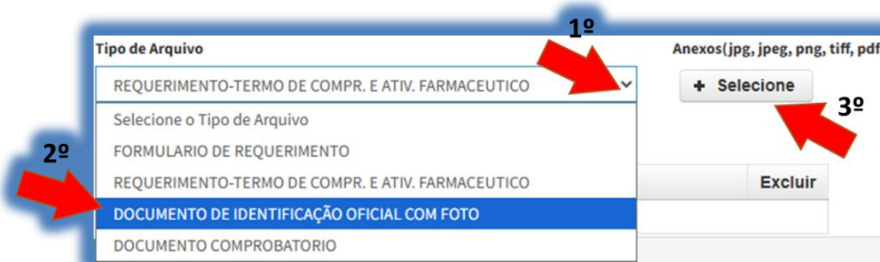 1º
Tipo de Arquivo
Anexos(jpg, jpeg, png, tiff, pdf
REQUERIMENTO-TERMO DE COMPR. E ATIV. FARMACEUTICO
+ Selecione
3º
Selecione o Tipo de Arquivo
2º
FORMULARIO DE REQUERIMENTO
REQUERIMENTO-TERMO DE COMPR. E ATIV. FARMACEUTICO
Excluir
DOCUMENTO DE IDENTIFICAÇÃO OFICIAL COM FOTO
DOCUMENTO COMPROBATORIO